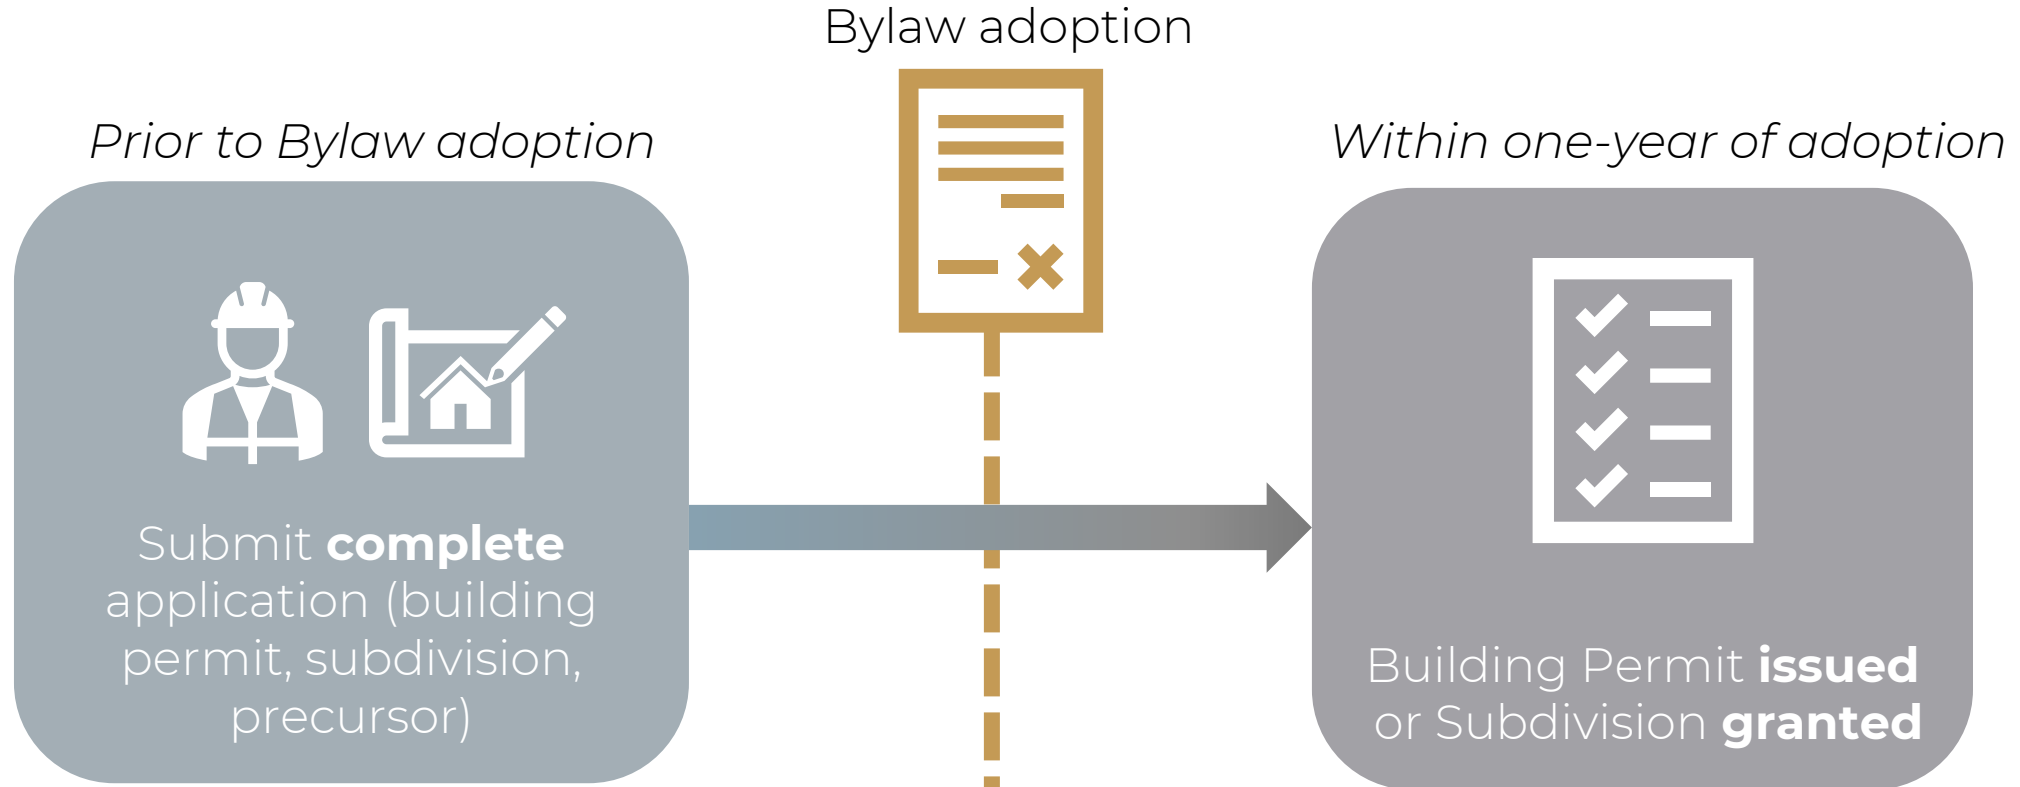 Bylaw adoption
Prior to Bylaw adoption
Submit complete
application (building
permit, subdivision,
precursor)
Within one-year of adoption
Building Permit issued
or Subdivision granted